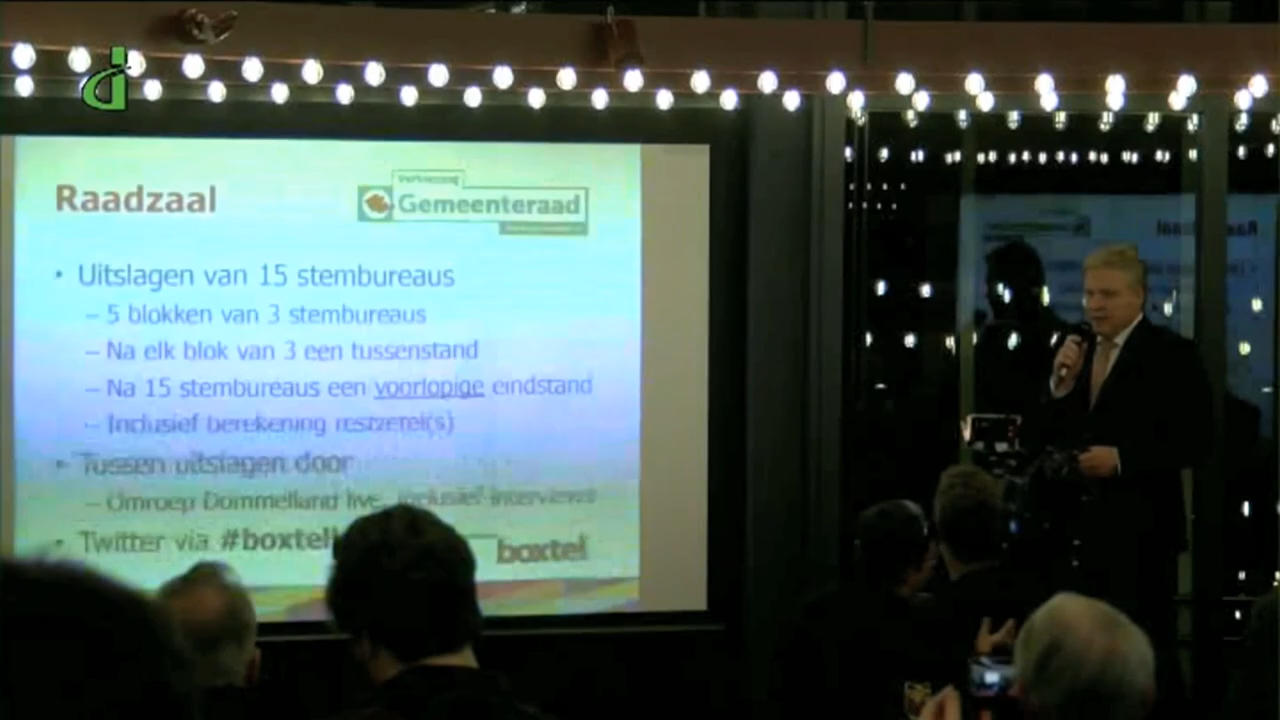 Raadzaal
verkiezing
Gemeenteraad
• Uitslagen van 15 stembureaus
– 5 blokken van 3 stembureaus
– Na elk blok van 3 een tussenstand
– Na 15 stembureaus een voorlopige eindstand
– Inclusief berekening restzetel(s)
• Tussen uitslagen door
– Omroep Dommelland live, inclusief interviews
• Twitter via #boxtel
boxtel